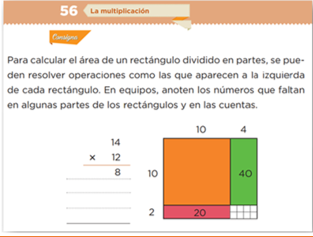 56 La multiplicación
Consigna
Para calcular el área de un rectángulo dividido en partes, se pue-
den resolver operaciones como las que aparecen a la izquierda
de cada rectángulo. En equipos, anoten los números que faltan
en algunas partes de los rectángulos y en las cuentas.
10 4
14
× 12
8
10 40
2 20